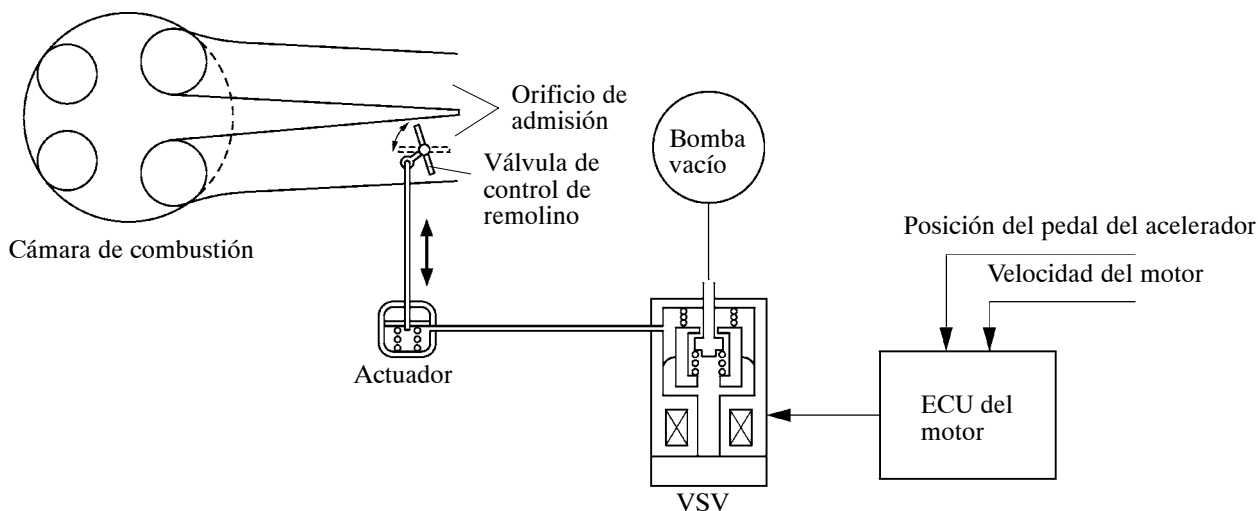 Orificio de
admisión
Válvula de
control de
remolino
Cámara de combustión
Bomba
vacío
Posición del pedal del acelerador
Velocidad del motor
Actuador
ECU del
motor
VSV